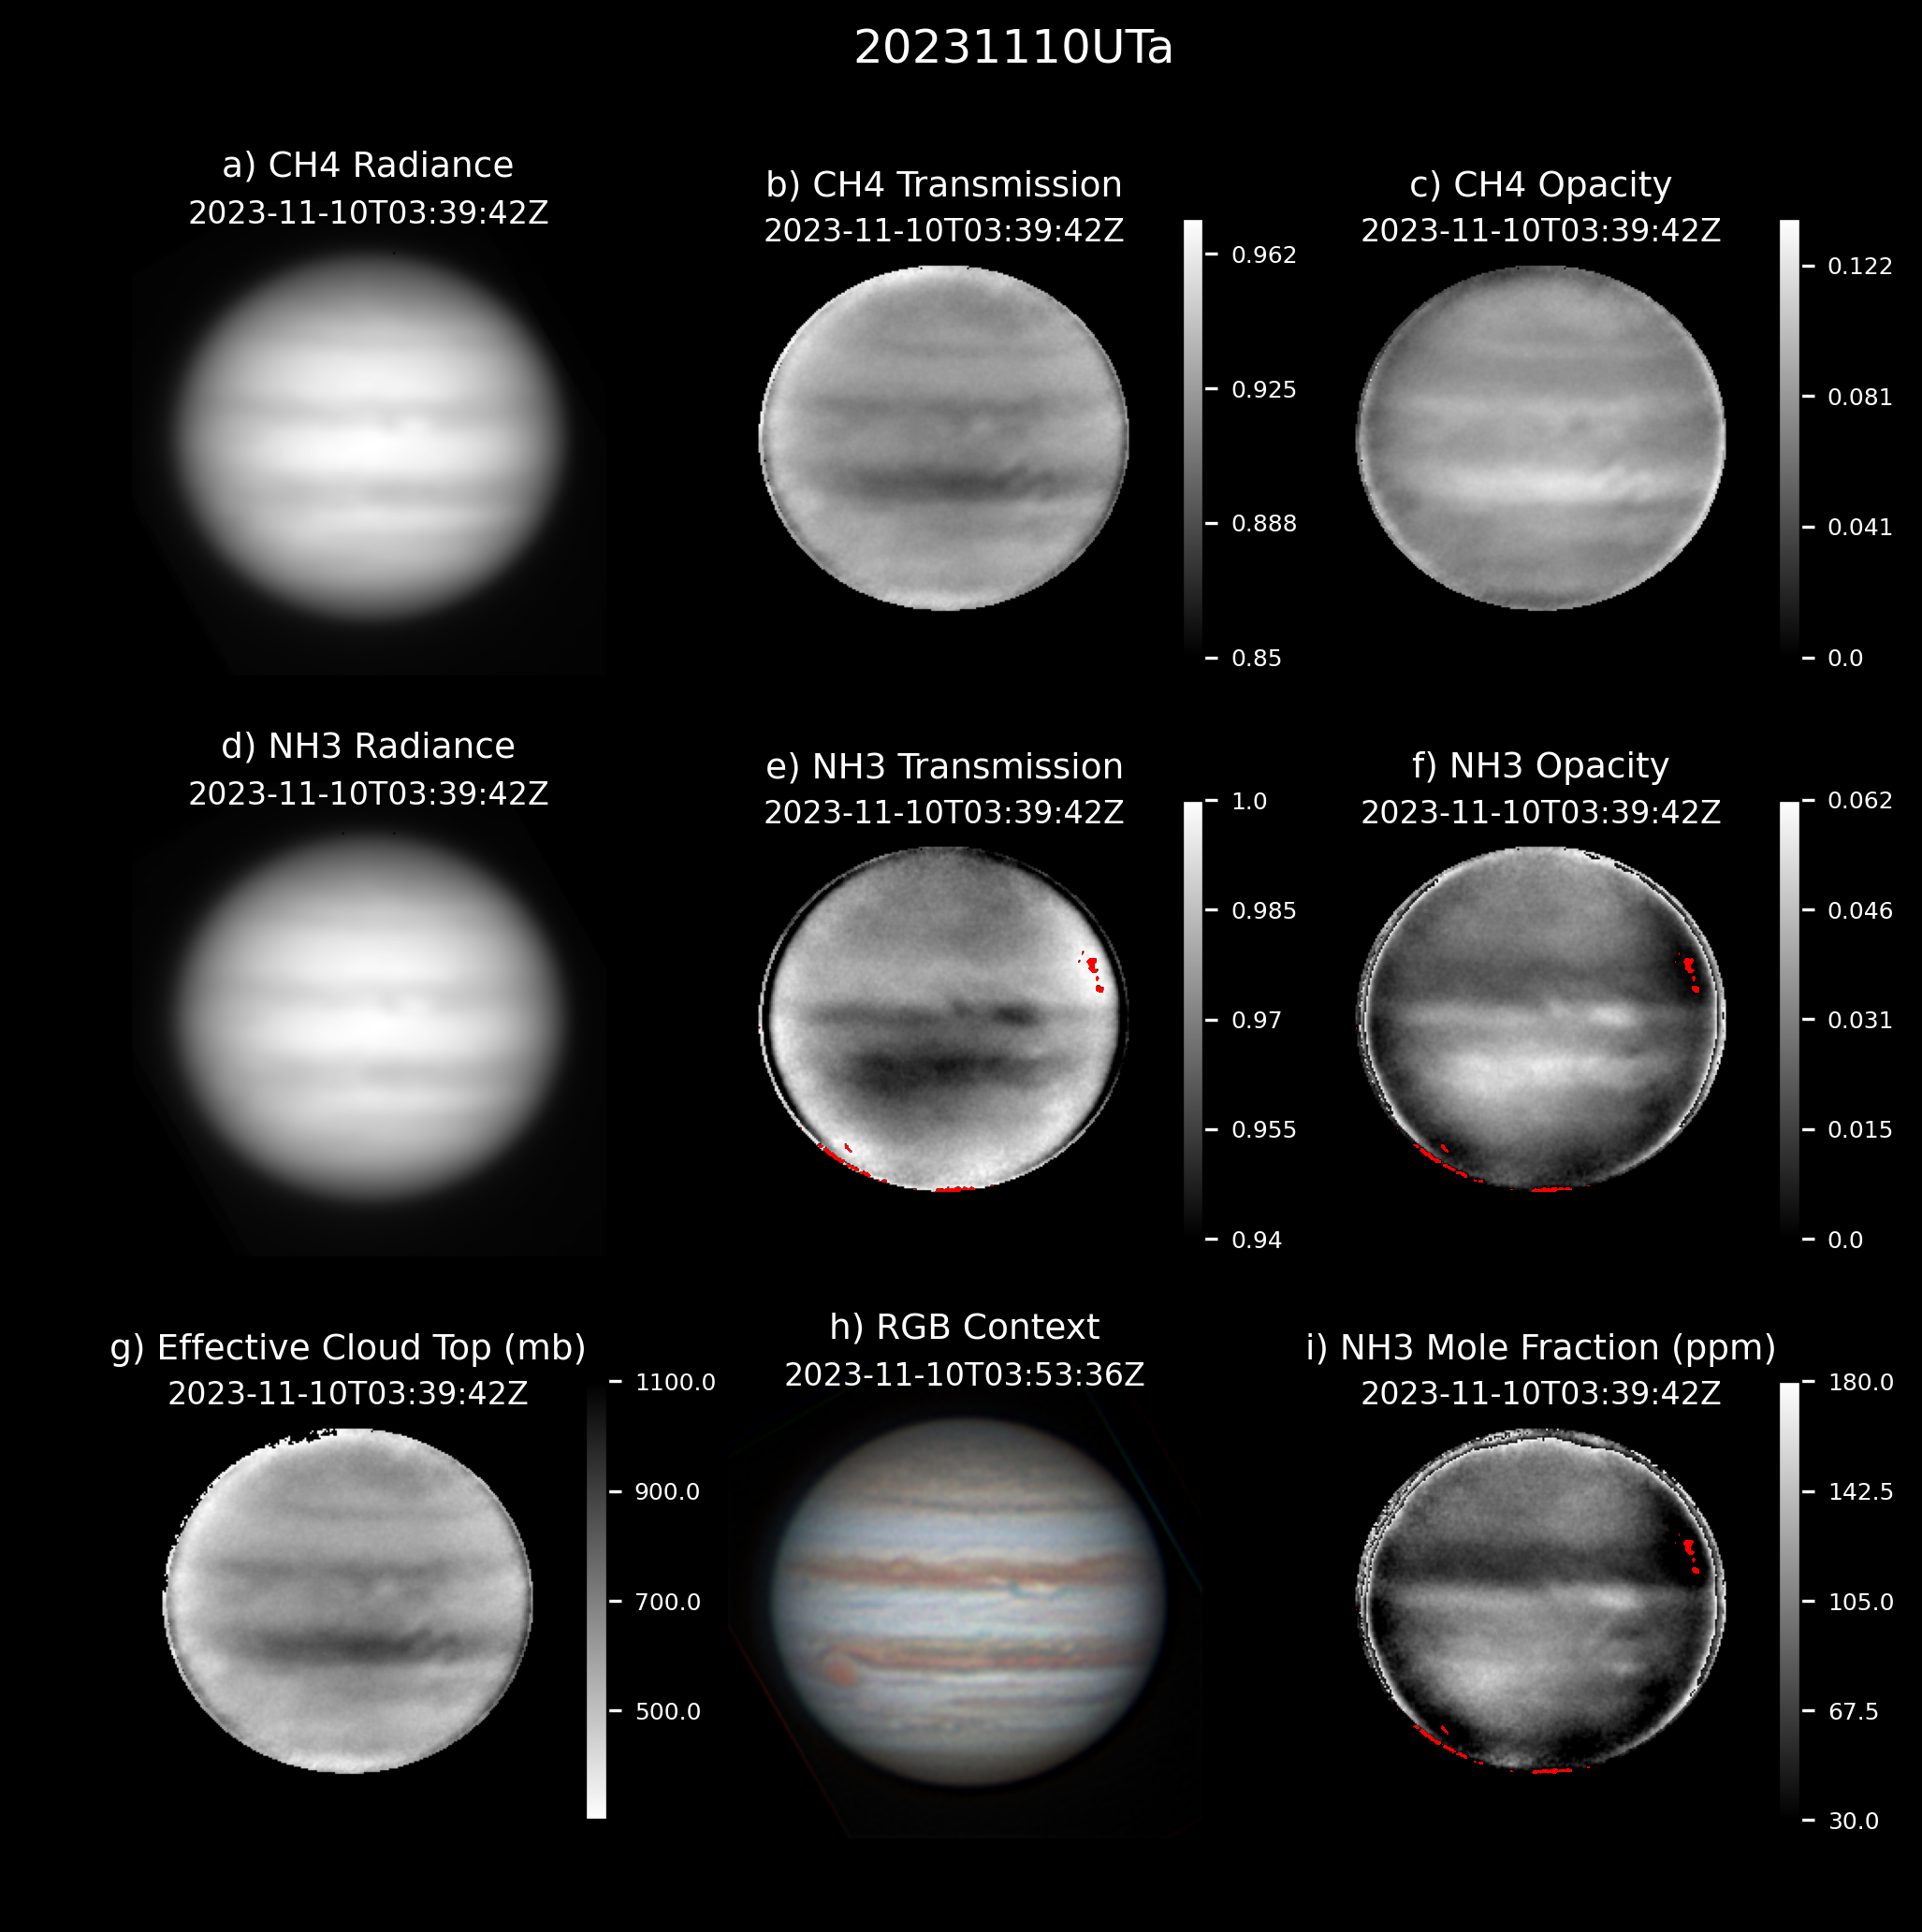 20231110UTa
a) CH4 Radiance
2023-11-10T03:39:42Z
b) CH4 Transmission
2023-11-10T03:39:42Z
0.962
0.925
0.888
0.85
c) CH4 Opacity
2023-11-10T03:39:42Z
0.122
0.081
0.041
0.0
d) NH3 Radiance
2023-11-10T03:39:42Z
e) NH3 Transmission
2023-11-10T03:39:42Z
1.0
0.985
0.97
0.955
0.94
f) NH3 Opacity
2023-11-10T03:39:42Z
0.062
0.046
0.031
0.015
0.0
g) Effective Cloud Top (mb)
2023-11-10T03:39:42Z
1100.0
900.0
700.0
500.0
h) RGB Context
2023-11-10T03:53:36Z
i) NH3 Mole Fraction (ppm)
2023-11-10T03:39:42Z
180.0
142.5
105.0
67.5
30.0